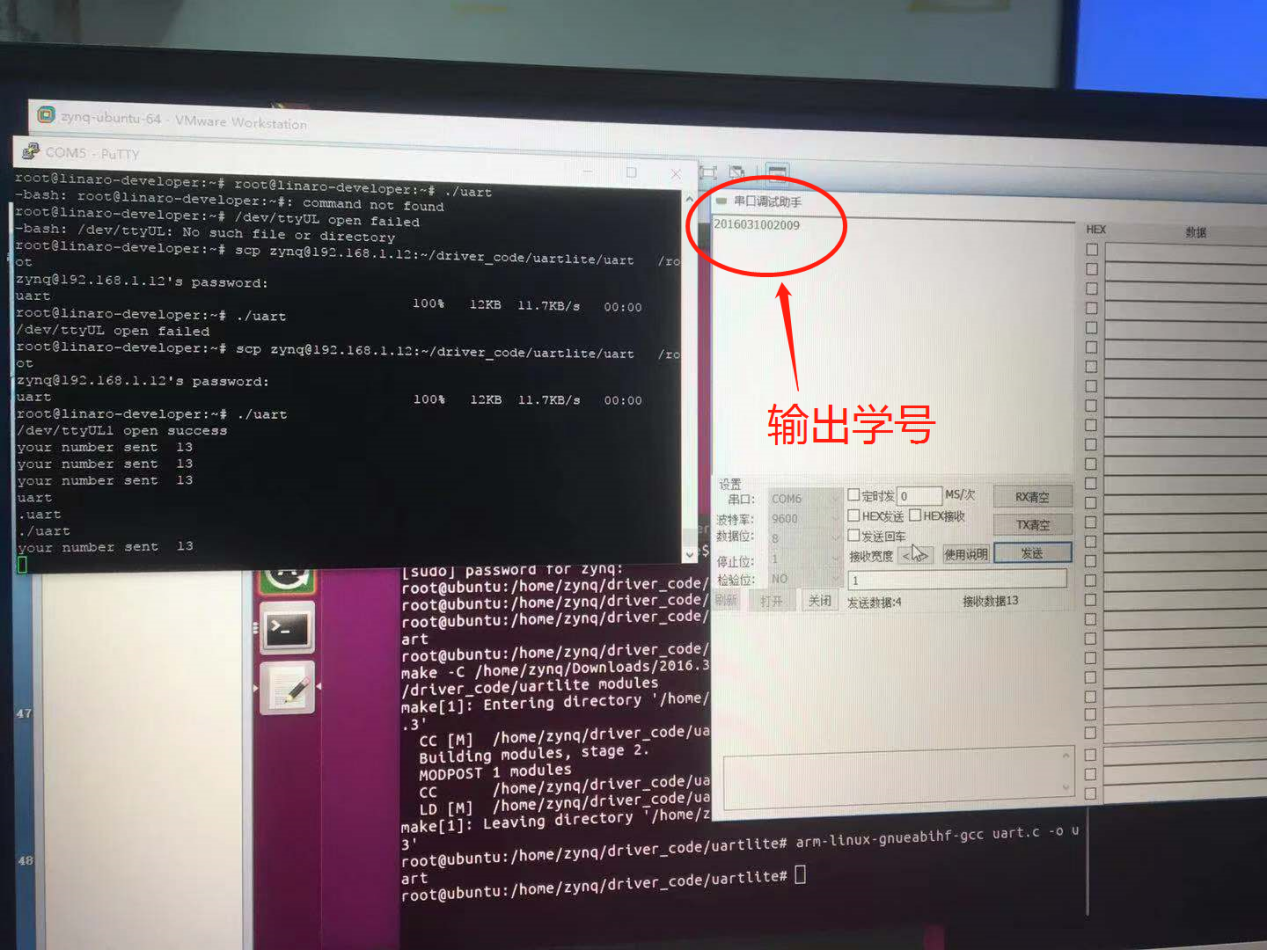 zynq-ubuntu-64 - VMware Workstation
COM5 - PuTTY
root@linaro-developer:~# root@linaro-developer:~# ./uart
-bash: root@linaro-developer:~#: command not found
root@linaro-developer:~# /dev/ttyUL open failed
-bash: /dev/ttyUL: No such file or directory
root@linaro-developer:~# scp zynq@192.168.1.12:~/driver_code/uartlite/uart /ro
ot
zynq@192.168.1.12's password:
uart 100% 12KB 11.7KB/s 00:00
root@linaro-developer:~# ./uart
/dev/ttyUL open failed
root@linaro-developer:~# scp zynq@192.168.1.12:~/driver_code/uartlite/uart /ro
ot
zynq@192.168.1.12's password:
uart 100% 12KB 11.7KB/s 00:00
root@linaro-developer:~# ./uart
/dev/ttyUL1 open success
your number sent 13
your number sent 13
your number sent 13
uart
.uart
./uart
your number sent 13
串口调试助手
2016031002009
HEX 数据
输出学号
设置
串口: COM6 定时发 0 MS/次 RX清空
波特率: 9600 HEX发送 HEX接收 TX清空
数据位: 8 发送回车
停止位: 1 接收宽度 <> 使用说明 发送
检验位: NO 1
刷新 打开 关闭 发送数据:4 接收数据13
[sudo] password for zynq:
root@ubuntu:/home/zynq/driver_code/
root@ubuntu:/home/zynq/driver_code/
root@ubuntu:/home/zynq/driver_code/
art
root@ubuntu:/home/zynq/driver_code/
make -C /home/zynq/Downloads/2016.3
/driver_code/uartlite modules
make[1]: Entering directory '/home/
.3'
CC [M] /home/zynq/driver_code/ua
Building modules, stage 2.
MODPOST 1 modules
CC /home/zynq/driver_code/ua
LD [M] /home/zynq/driver_code/ua
make[1]: Leaving directory '/home/z
3'
root@ubuntu:/home/zynq/driver_code/uartlite# arm-linux-gnueabihf-gcc uart.c -o u
art
root@ubuntu:/home/zynq/driver_code/uartlite#
47
48